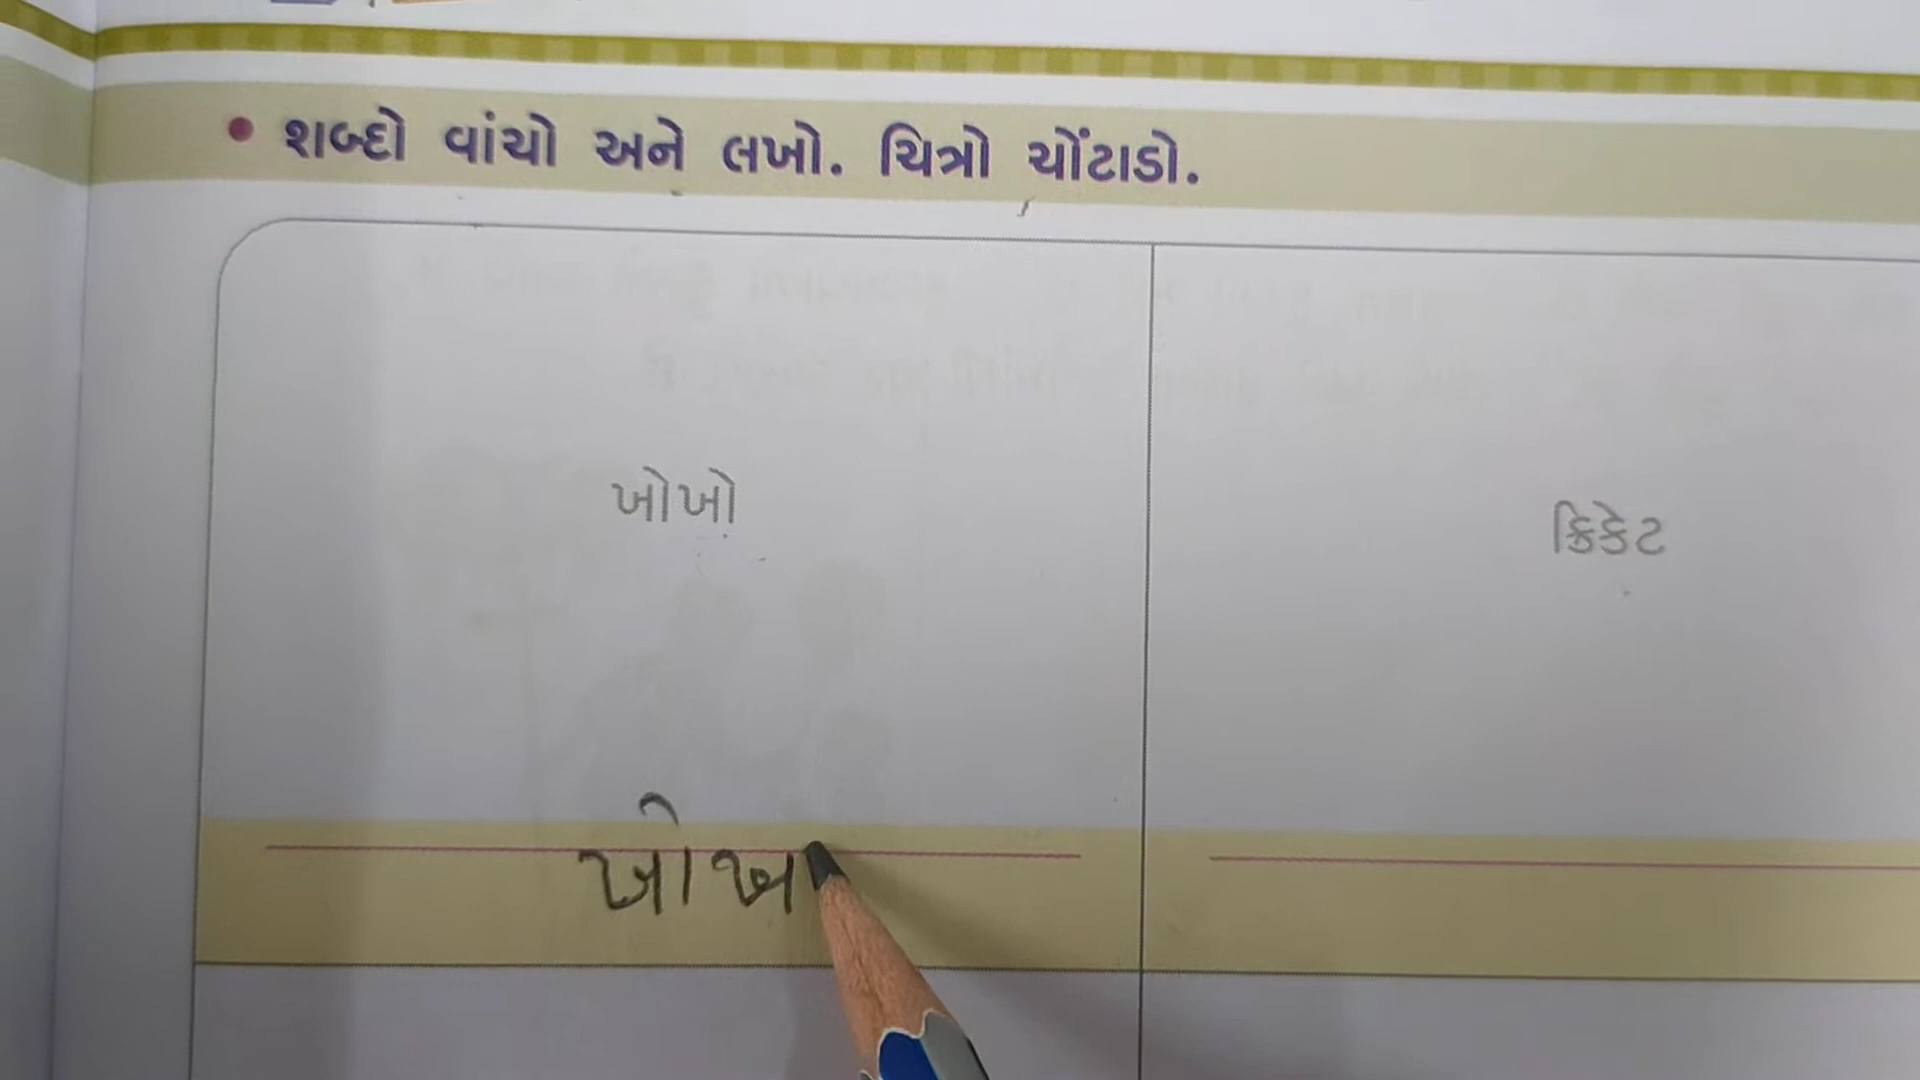 • શબ્દો વાંચો અને લખો. ચિત્રો ચોંટાડો.
ખોખો
ક્રિકેટ
ખોખ